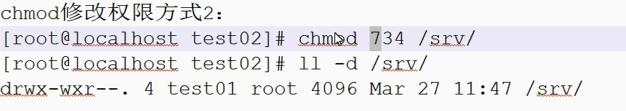 chmod修改权限方式2：
[root@localhost test02]# chmod 734 /srv/
[root@localhost test02]# ll -d /srv/
drwx-wxr--. 4 test01 root 4096 Mar 27 11:47 /srv/